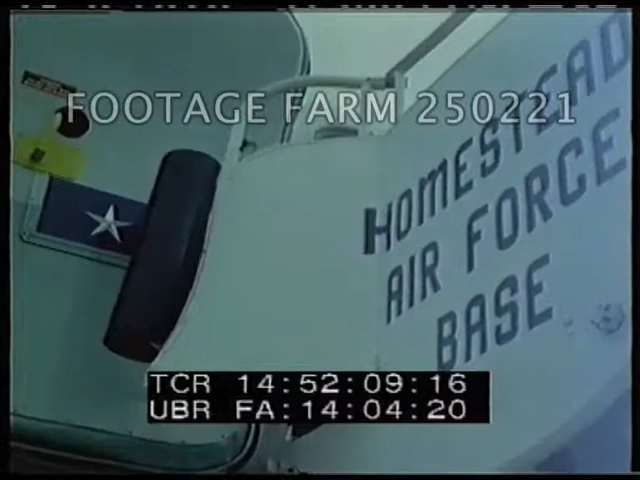 FOOTAGE FARM 250221
HOMESTEAD
AIR FORCE
BASE
TCR 14:52:09:16
UBR FA:14:04:20